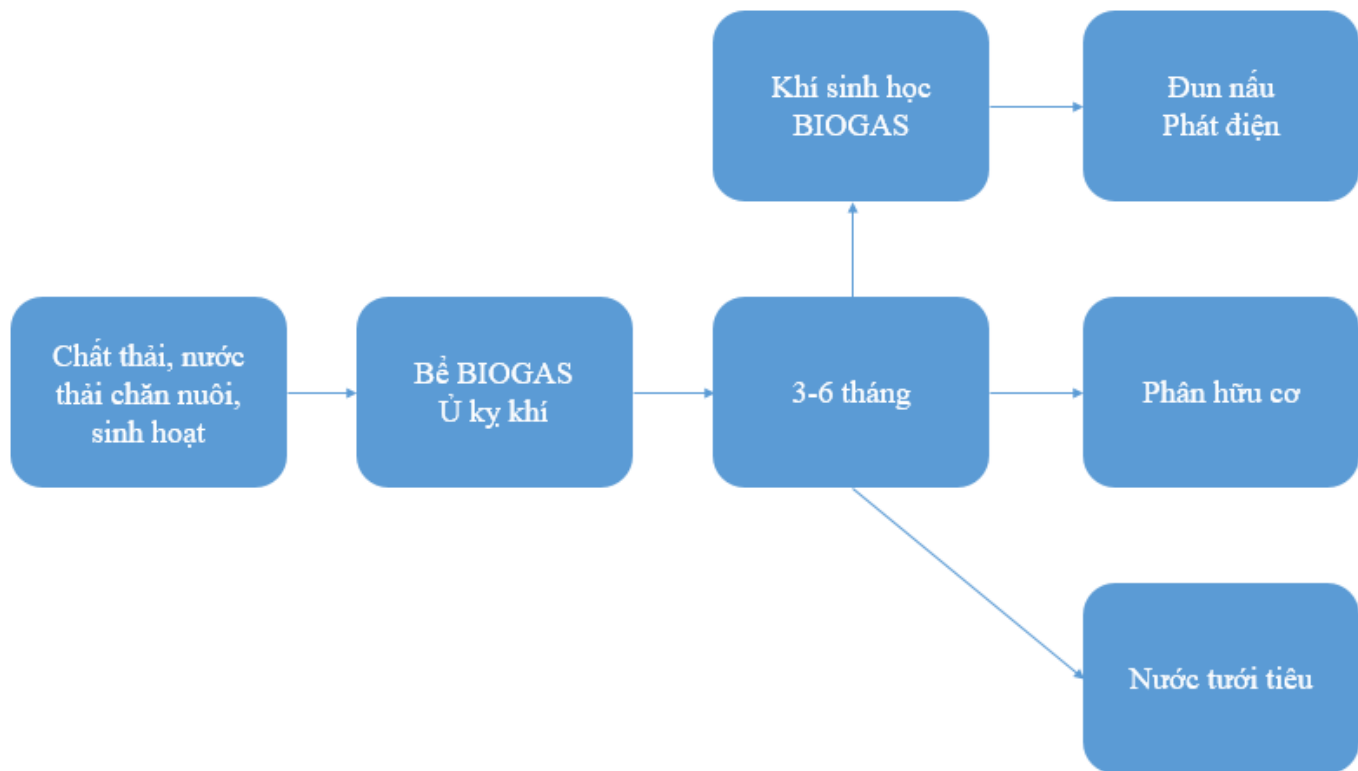 Khí sinh học
BIOGAS
Đun nấu
Phát điện
Chất thải, nước
thải chăn nuôi,
sinh hoạt
Bể BIOGAS
Ủ kỵ khí
3-6 tháng
Phân hữu cơ
Nước tưới tiêu